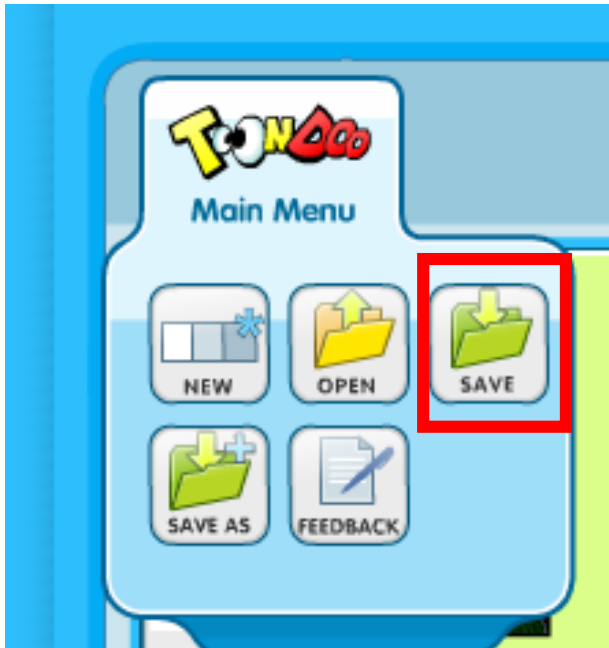 TOONDOO
Main Menu
NEW
OPEN
SAVE
SAVE AS
FEEDBACK